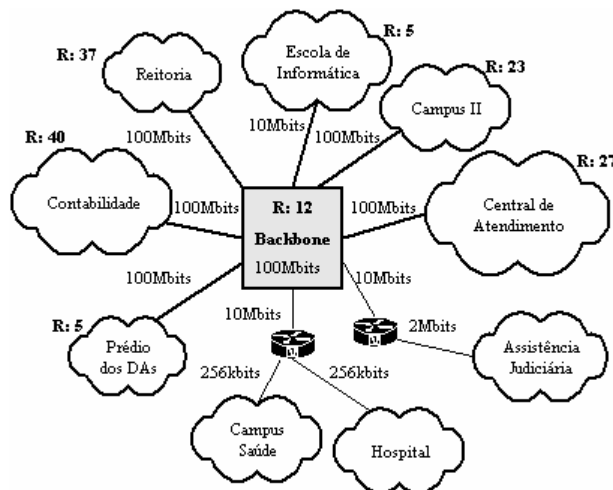 R: 5
Escola de
Informática
R: 37
Reitoria
R: 23
Campus II
10Mbits
100Mbits
100Mbits
R: 40
R: 27
Contabilidade
100Mbits
R: 12
Backbone
100Mbits
100Mbits
Central de
Atendimento
100Mbits
10Mbits
R: 5
Prédio
dos DAs
10Mbits
2Mbits
Assistência
Judiciária
256kbits
256kbits
Campus
Saúde
Hospital